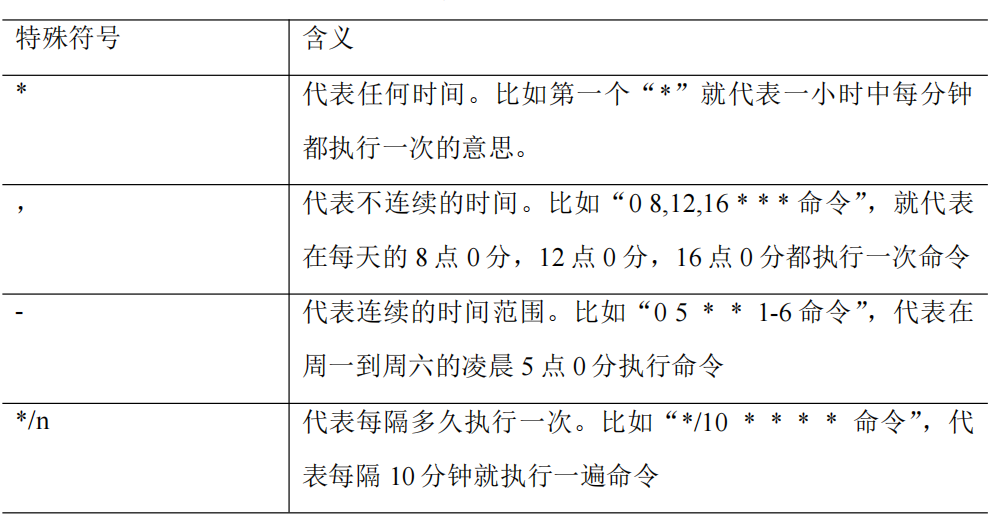 特殊符号 含义
* 代表任何时间。比如第一个“*”就代表一小时中每分钟
都执行一次的意思。
， 代表不连续的时间。比如“0 8,12,16 * * * 命令”，就代表
在每天的 8 点 0 分，12 点 0 分，16 点 0 分都执行一次命令
- 代表连续的时间范围。比如“0 5 * * 1-6 命令”，代表在
周一到周六的凌晨 5 点 0 分执行命令
*/n 代表每隔多久执行一次。比如“*/10 * * * * 命令”，代
表每隔 10 分钟就执行一遍命令